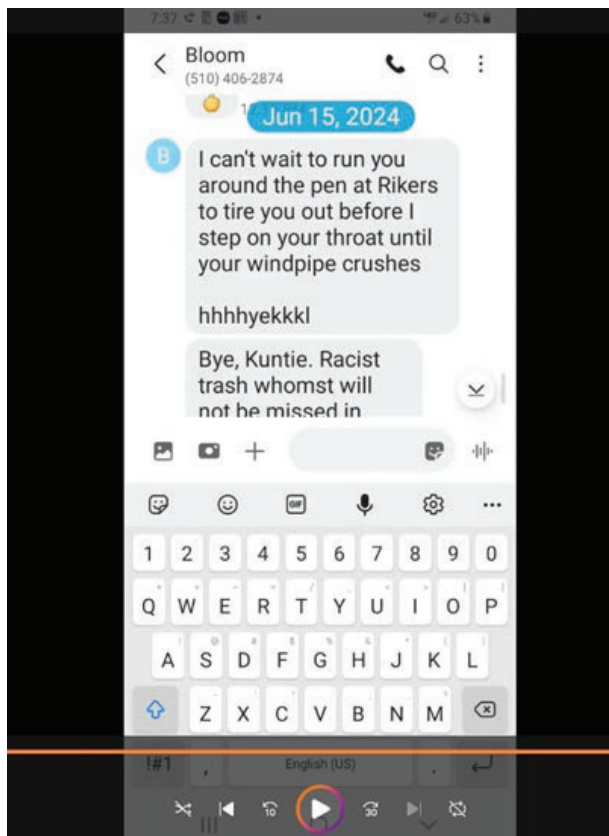 7:37
63%
Bloom
(510) 406-2874
Jun 15, 2024
B
I can't wait to run you
around the pen at Rikers
to tire you out before I
step on your throat until
your windpipe crushes
hhhhyekkkl
Bye, Kuntie. Racist
trash whomst will
not be missed in
GIF
1 2 3 4 5 6 7 8 9 0
Q W E R T Y U I O P
A S D F G H J K L
Z X C V B N M
!#1 , English (US) .
10 30